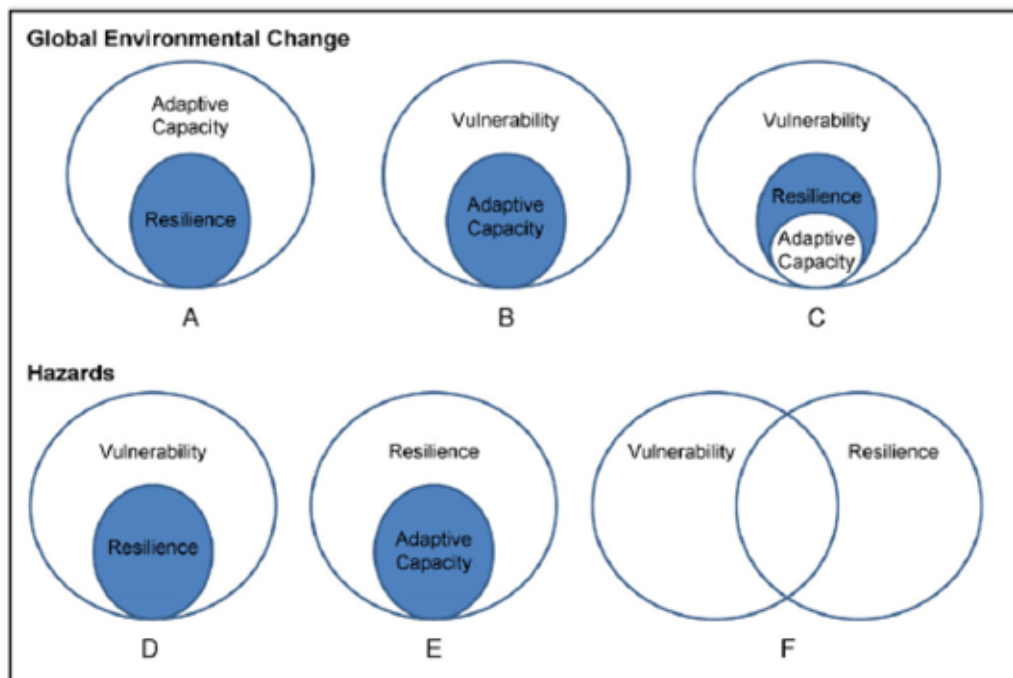 Global Environmental Change
Adaptive
Capacity
Resilience
A
Vulnerability
Adaptive
Capacity
B
Vulnerability
Resilience
Adaptive
Capacity
C
Hazards
Vulnerability
Resilience
D
Resilience
Adaptive
Capacity
E
Vulnerability
Resilience
F